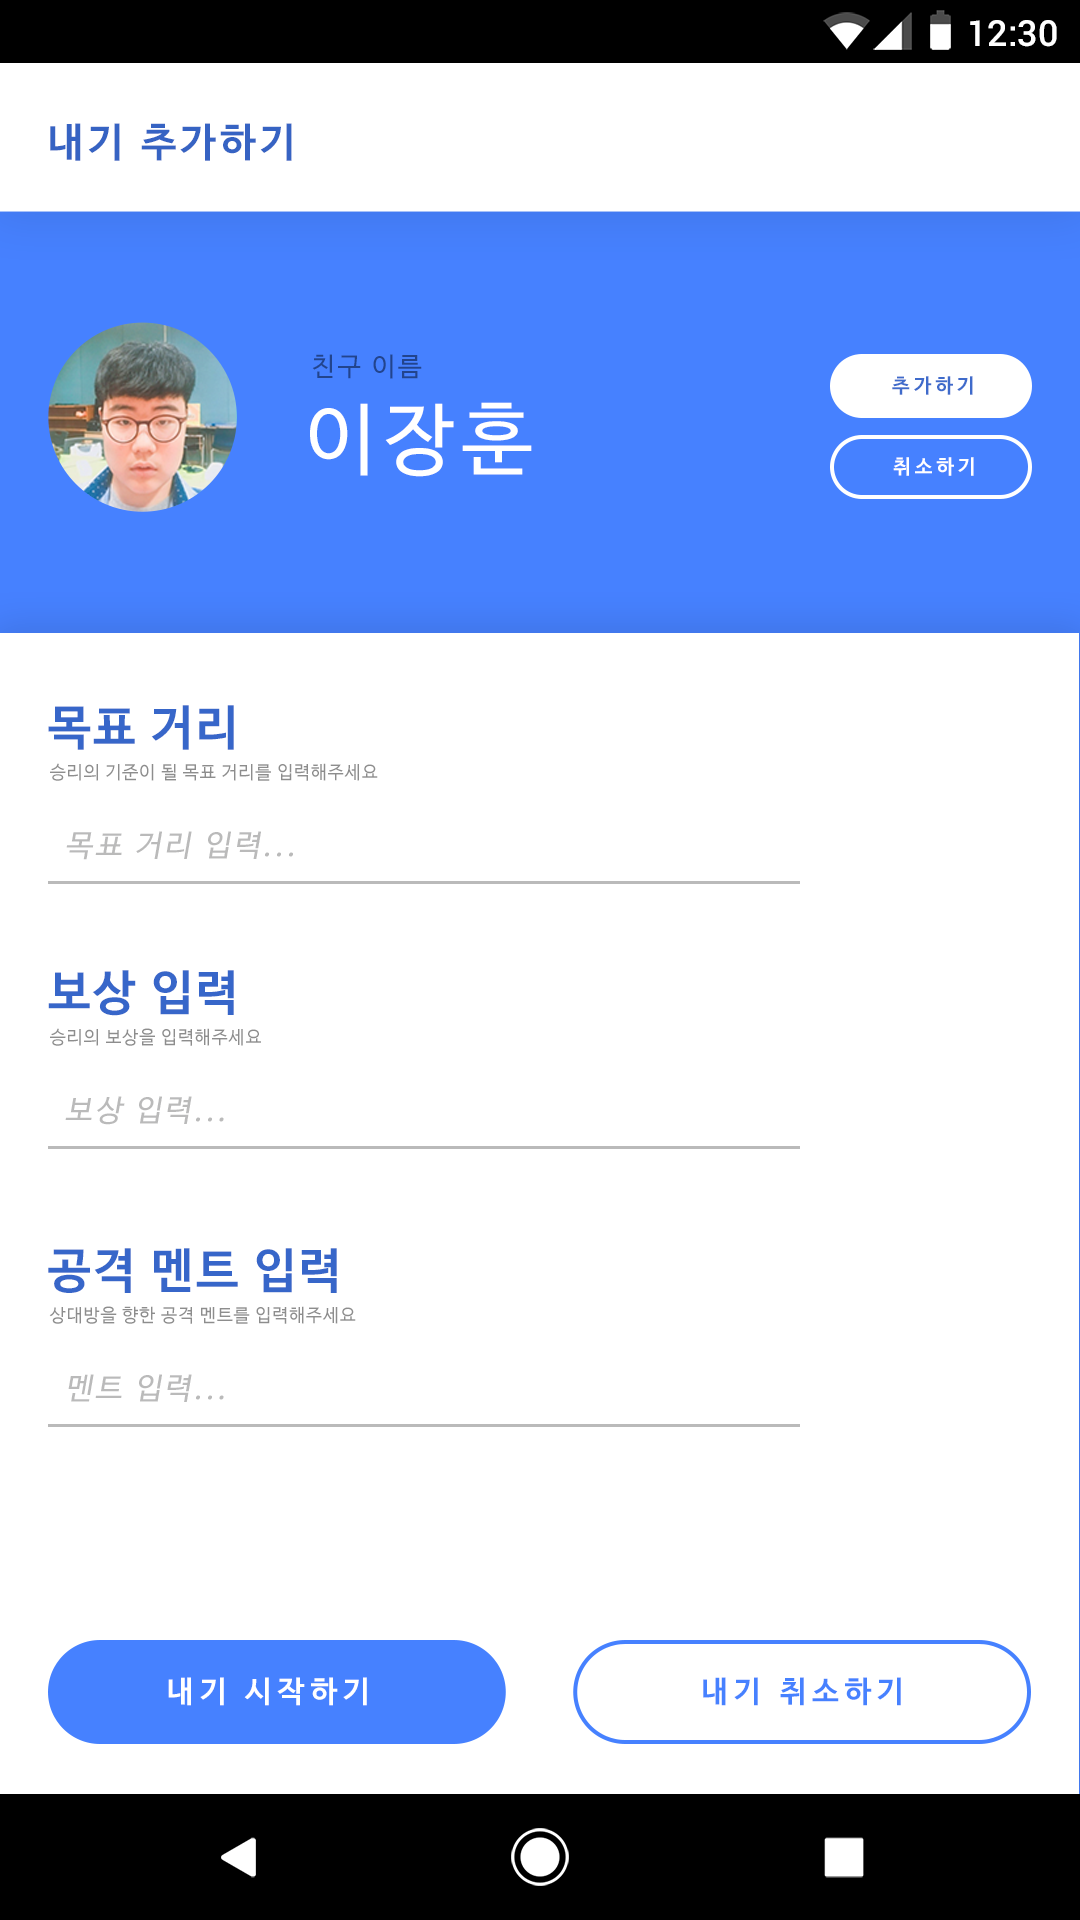 12:30
내기 추가하기
친구 이름
이장훈
추가하기
취소하기
목표 거리
승리의 기준이 될 목표 거리를 입력해주세요
목표 거리 입력...
보상 입력
승리의 보상을 입력해주세요
보상 입력...
공격 멘트 입력
상대방을 향한 공격 멘트를 입력해주세요
멘트 입력...
내기 시작하기
내기 취소하기